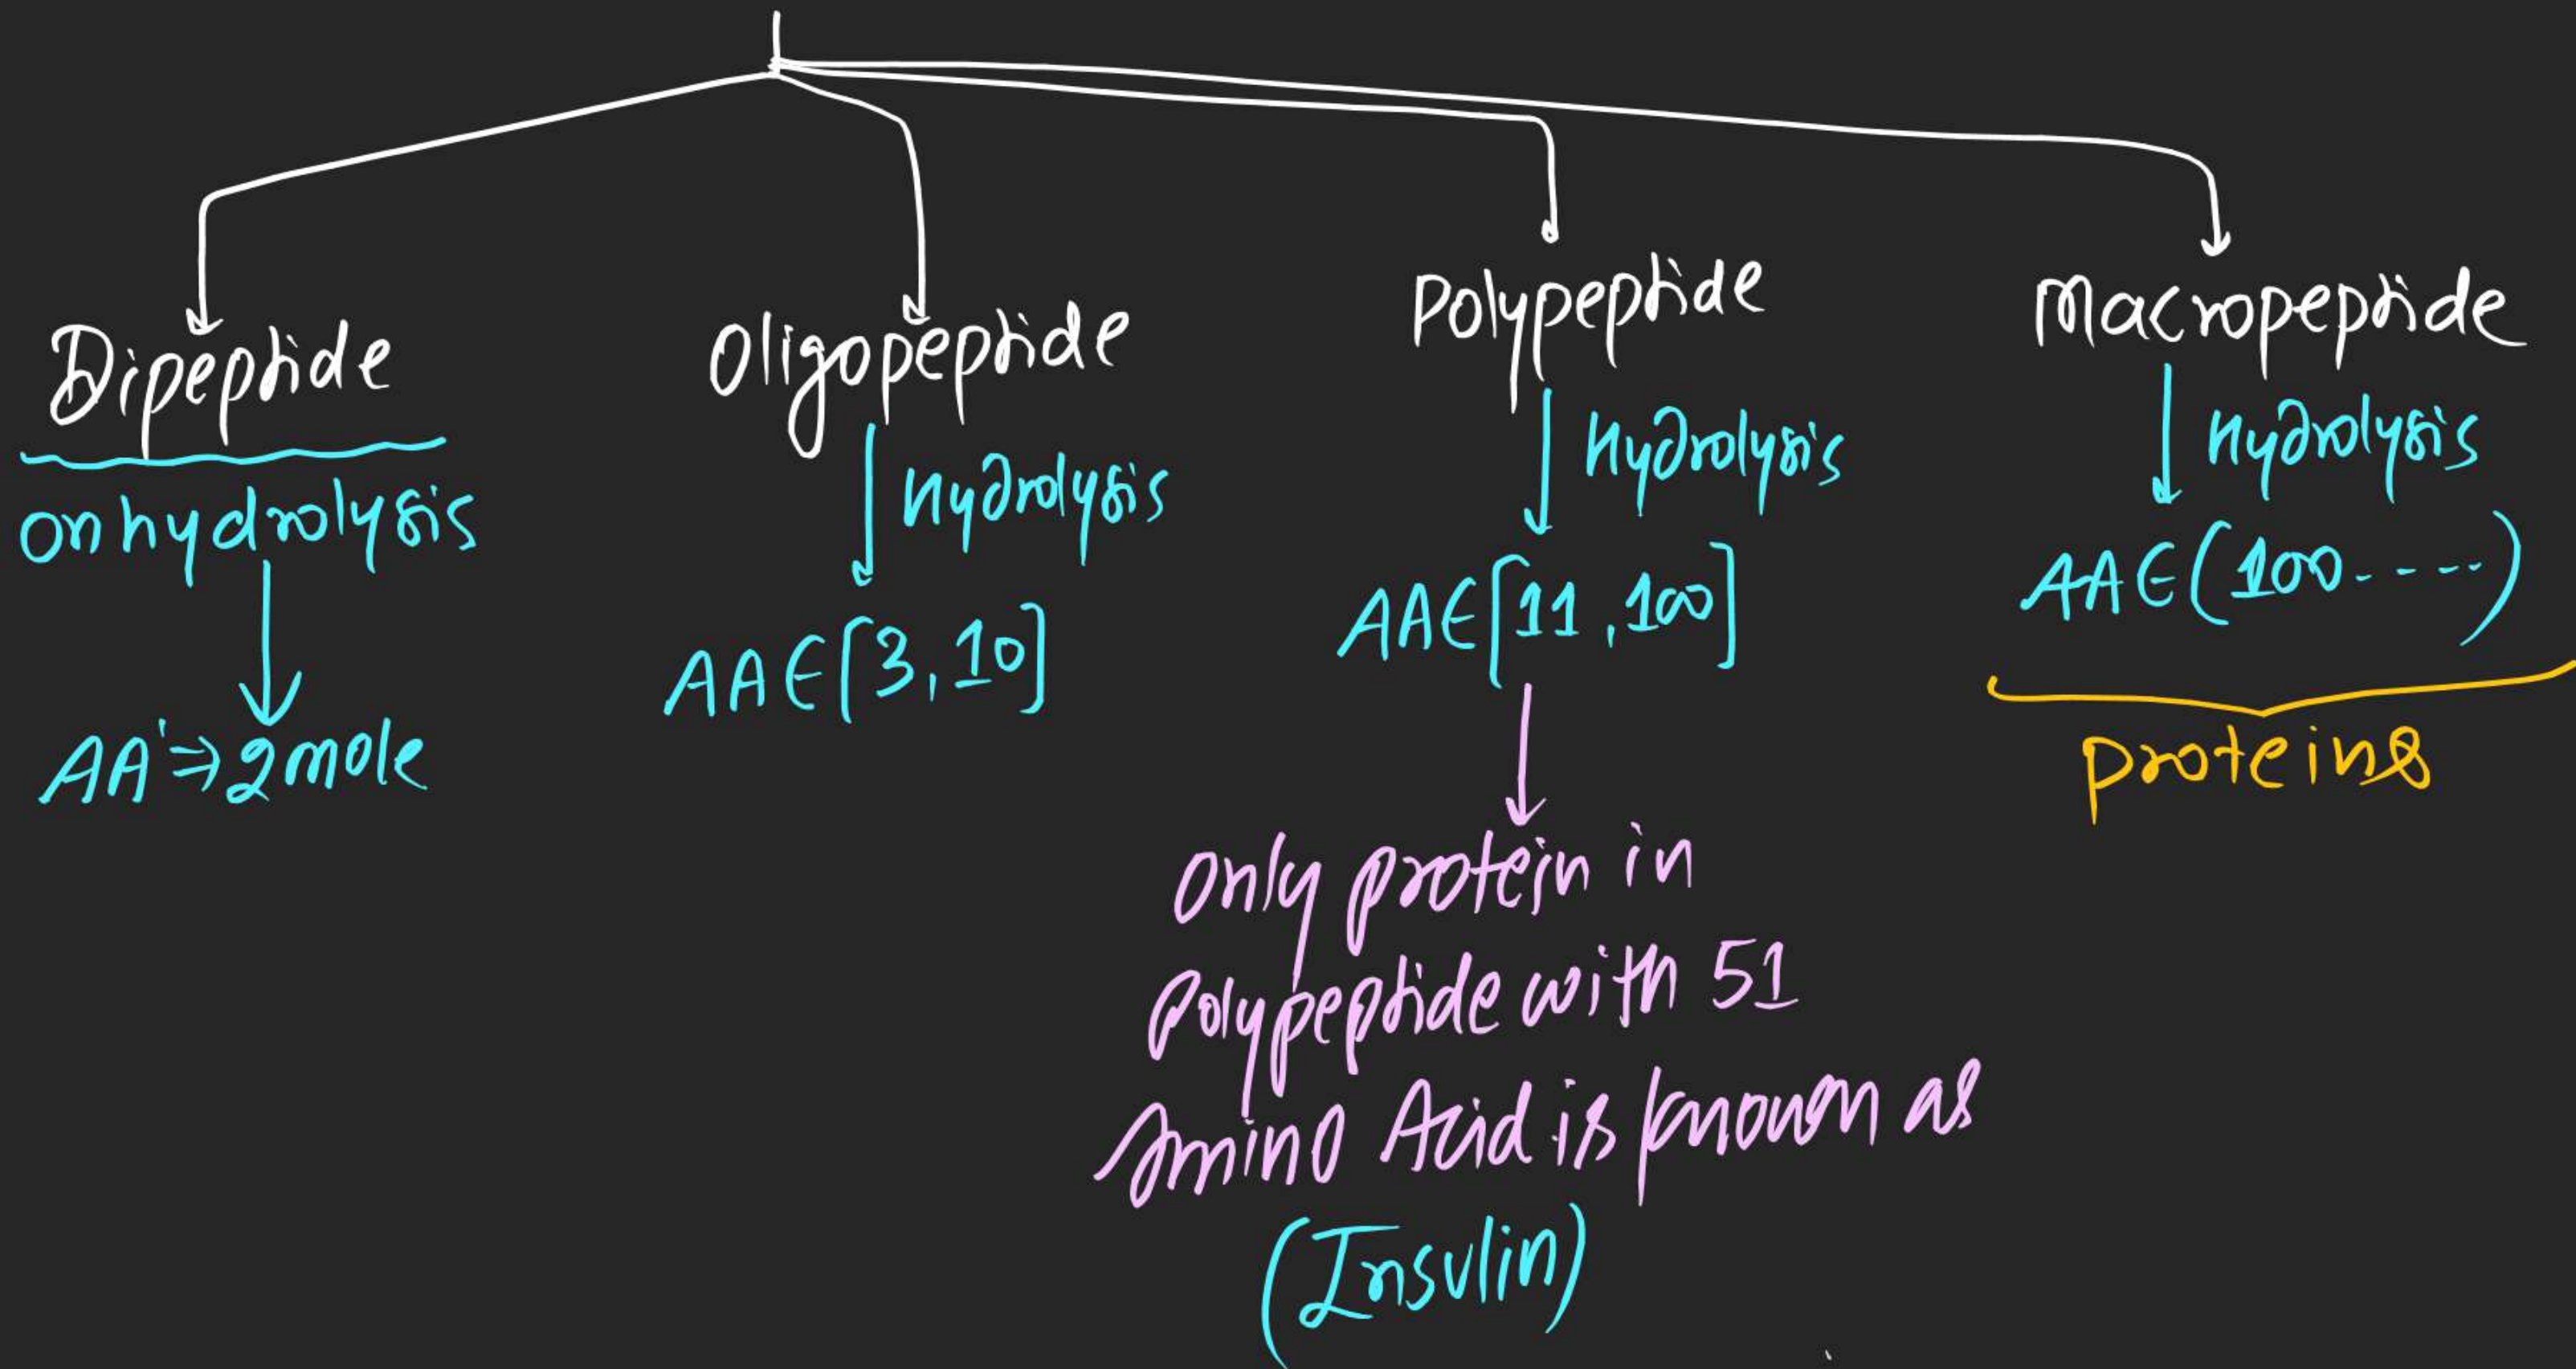 Dipeptide
on hydrolysis
AA ⇒ 2 mole
Oligopeptide
hydrolysis
AA ∈ [3, 10]
Polypeptide
hydrolysis
AA ∈ [11, 100]
Only protein in
Polypeptide with 51
Amino Acid is known as
(Insulin)
Macropeptide
hydrolysis
AA ∈ (100----)
proteins